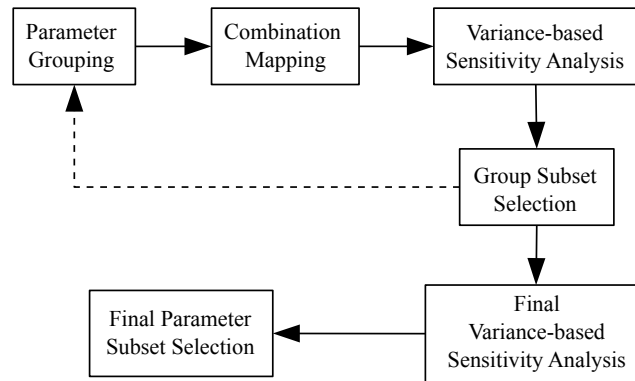 Parameter
Grouping
Combination
Mapping
Variance-based
Sensitivity Analysis
Group Subset
Selection
Final
Variance-based
Sensitivity Analysis
Final Parameter
Subset Selection